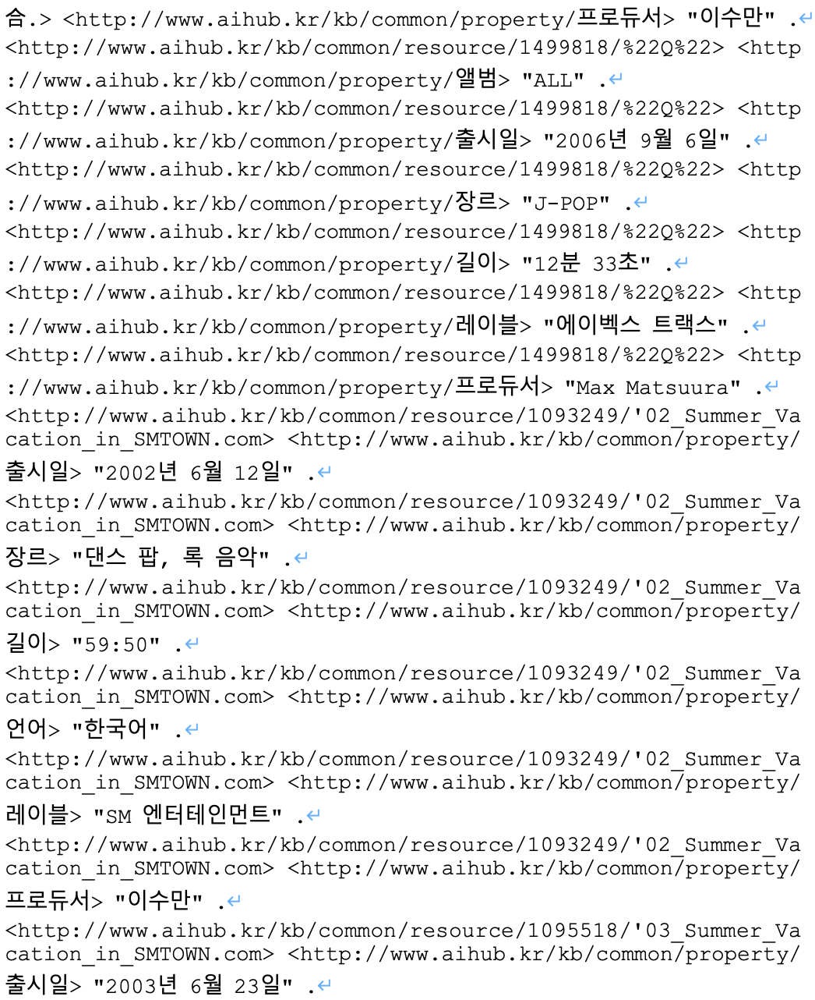 合.> <http://www.aihub.kr/kb/common/property/프로듀서> "이수만" .↵
<http://www.aihub.kr/kb/common/resource/1499818/%22Q%22> <http
://www.aihub.kr/kb/common/property/앨범> "ALL" .↵
<http://www.aihub.kr/kb/common/resource/1499818/%22Q%22> <http
://www.aihub.kr/kb/common/property/출시일> "2006년 9월 6일" .↵
<http://www.aihub.kr/kb/common/resource/1499818/%22Q%22> <http
://www.aihub.kr/kb/common/property/장르> "J-POP" .↵
<http://www.aihub.kr/kb/common/resource/1499818/%22Q%22> <http
://www.aihub.kr/kb/common/property/길이> "12분 33초" .↵
<http://www.aihub.kr/kb/common/resource/1499818/%22Q%22> <http
://www.aihub.kr/kb/common/property/레이블> "에이벡스 트랙스" .↵
<http://www.aihub.kr/kb/common/resource/1499818/%22Q%22> <http
://www.aihub.kr/kb/common/property/프로듀서> "Max Matsuura" .↵
<http://www.aihub.kr/kb/common/resource/1093249/'02_Summer_Va
cation_in_SMTOWN.com> <http://www.aihub.kr/kb/common/property/
출시일> "2002년 6월 12일" .↵
<http://www.aihub.kr/kb/common/resource/1093249/'02_Summer_Va
cation_in_SMTOWN.com> <http://www.aihub.kr/kb/common/property/
장르> "댄스 팝, 록 음악" .↵
<http://www.aihub.kr/kb/common/resource/1093249/'02_Summer_Va
cation_in_SMTOWN.com> <http://www.aihub.kr/kb/common/property/
길이> "59:50" .↵
<http://www.aihub.kr/kb/common/resource/1093249/'02_Summer_Va
cation_in_SMTOWN.com> <http://www.aihub.kr/kb/common/property/
언어> "한국어" .↵
<http://www.aihub.kr/kb/common/resource/1093249/'02_Summer_Va
cation_in_SMTOWN.com> <http://www.aihub.kr/kb/common/property/
레이블> "SM 엔터테인먼트" .↵
<http://www.aihub.kr/kb/common/resource/1093249/'02_Summer_Va
cation_in_SMTOWN.com> <http://www.aihub.kr/kb/common/property/
프로듀서> "이수만" .↵
<http://www.aihub.kr/kb/common/resource/1095518/'03_Summer_Va
cation_in_SMTOWN.com> <http://www.aihub.kr/kb/common/property/
출시일> "2003년 6월 23일" .↵